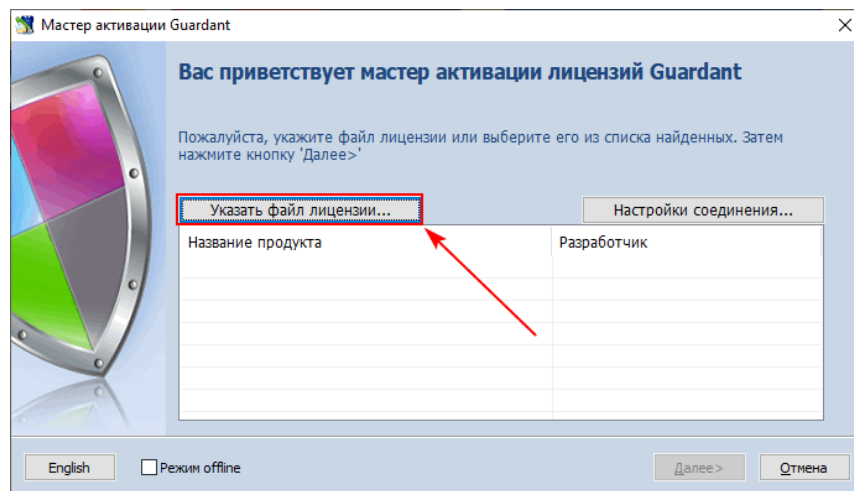 Мастер активации Guardant
Вас приветствует мастер активации лицензий Guardant
Пожалуйста, укажите файл лицензии или выберите его из списка найденных. Затем
нажмите кнопку 'Далее>'
Указать файл лицензии...
Настройки соединения...
Название продукта
Разработчик
English
Режим offline
Далее>
Отмена